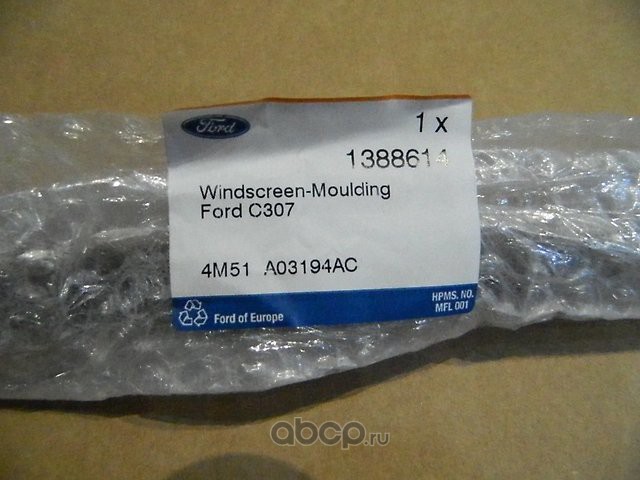 Ford
1 x
1388614
Windscreen-Moulding
Ford C307
4M51 A03194AC
Ford of Europe
HPMS. NO.
MFL 001
abcp.ru